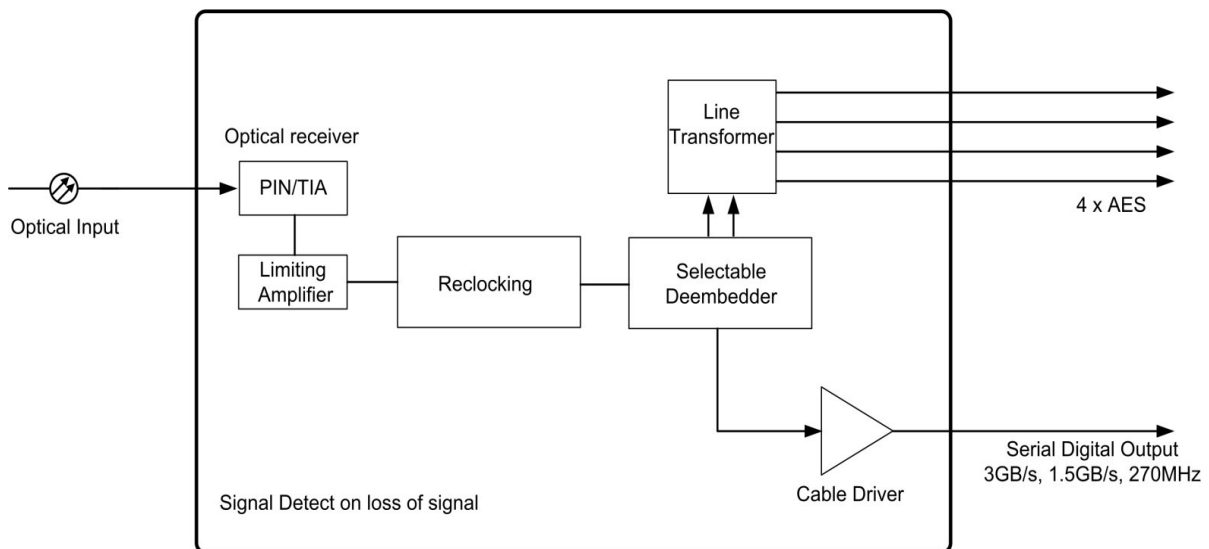 Optical Input
Optical receiver
PIN/TIA
Limiting
Amplifier
Reclocking
Selectable
Deembedder
Line
Transformer
4 x AES
Cable Driver
Serial Digital Output
3GB/s, 1.5GB/s, 270MHz
Signal Detect on loss of signal